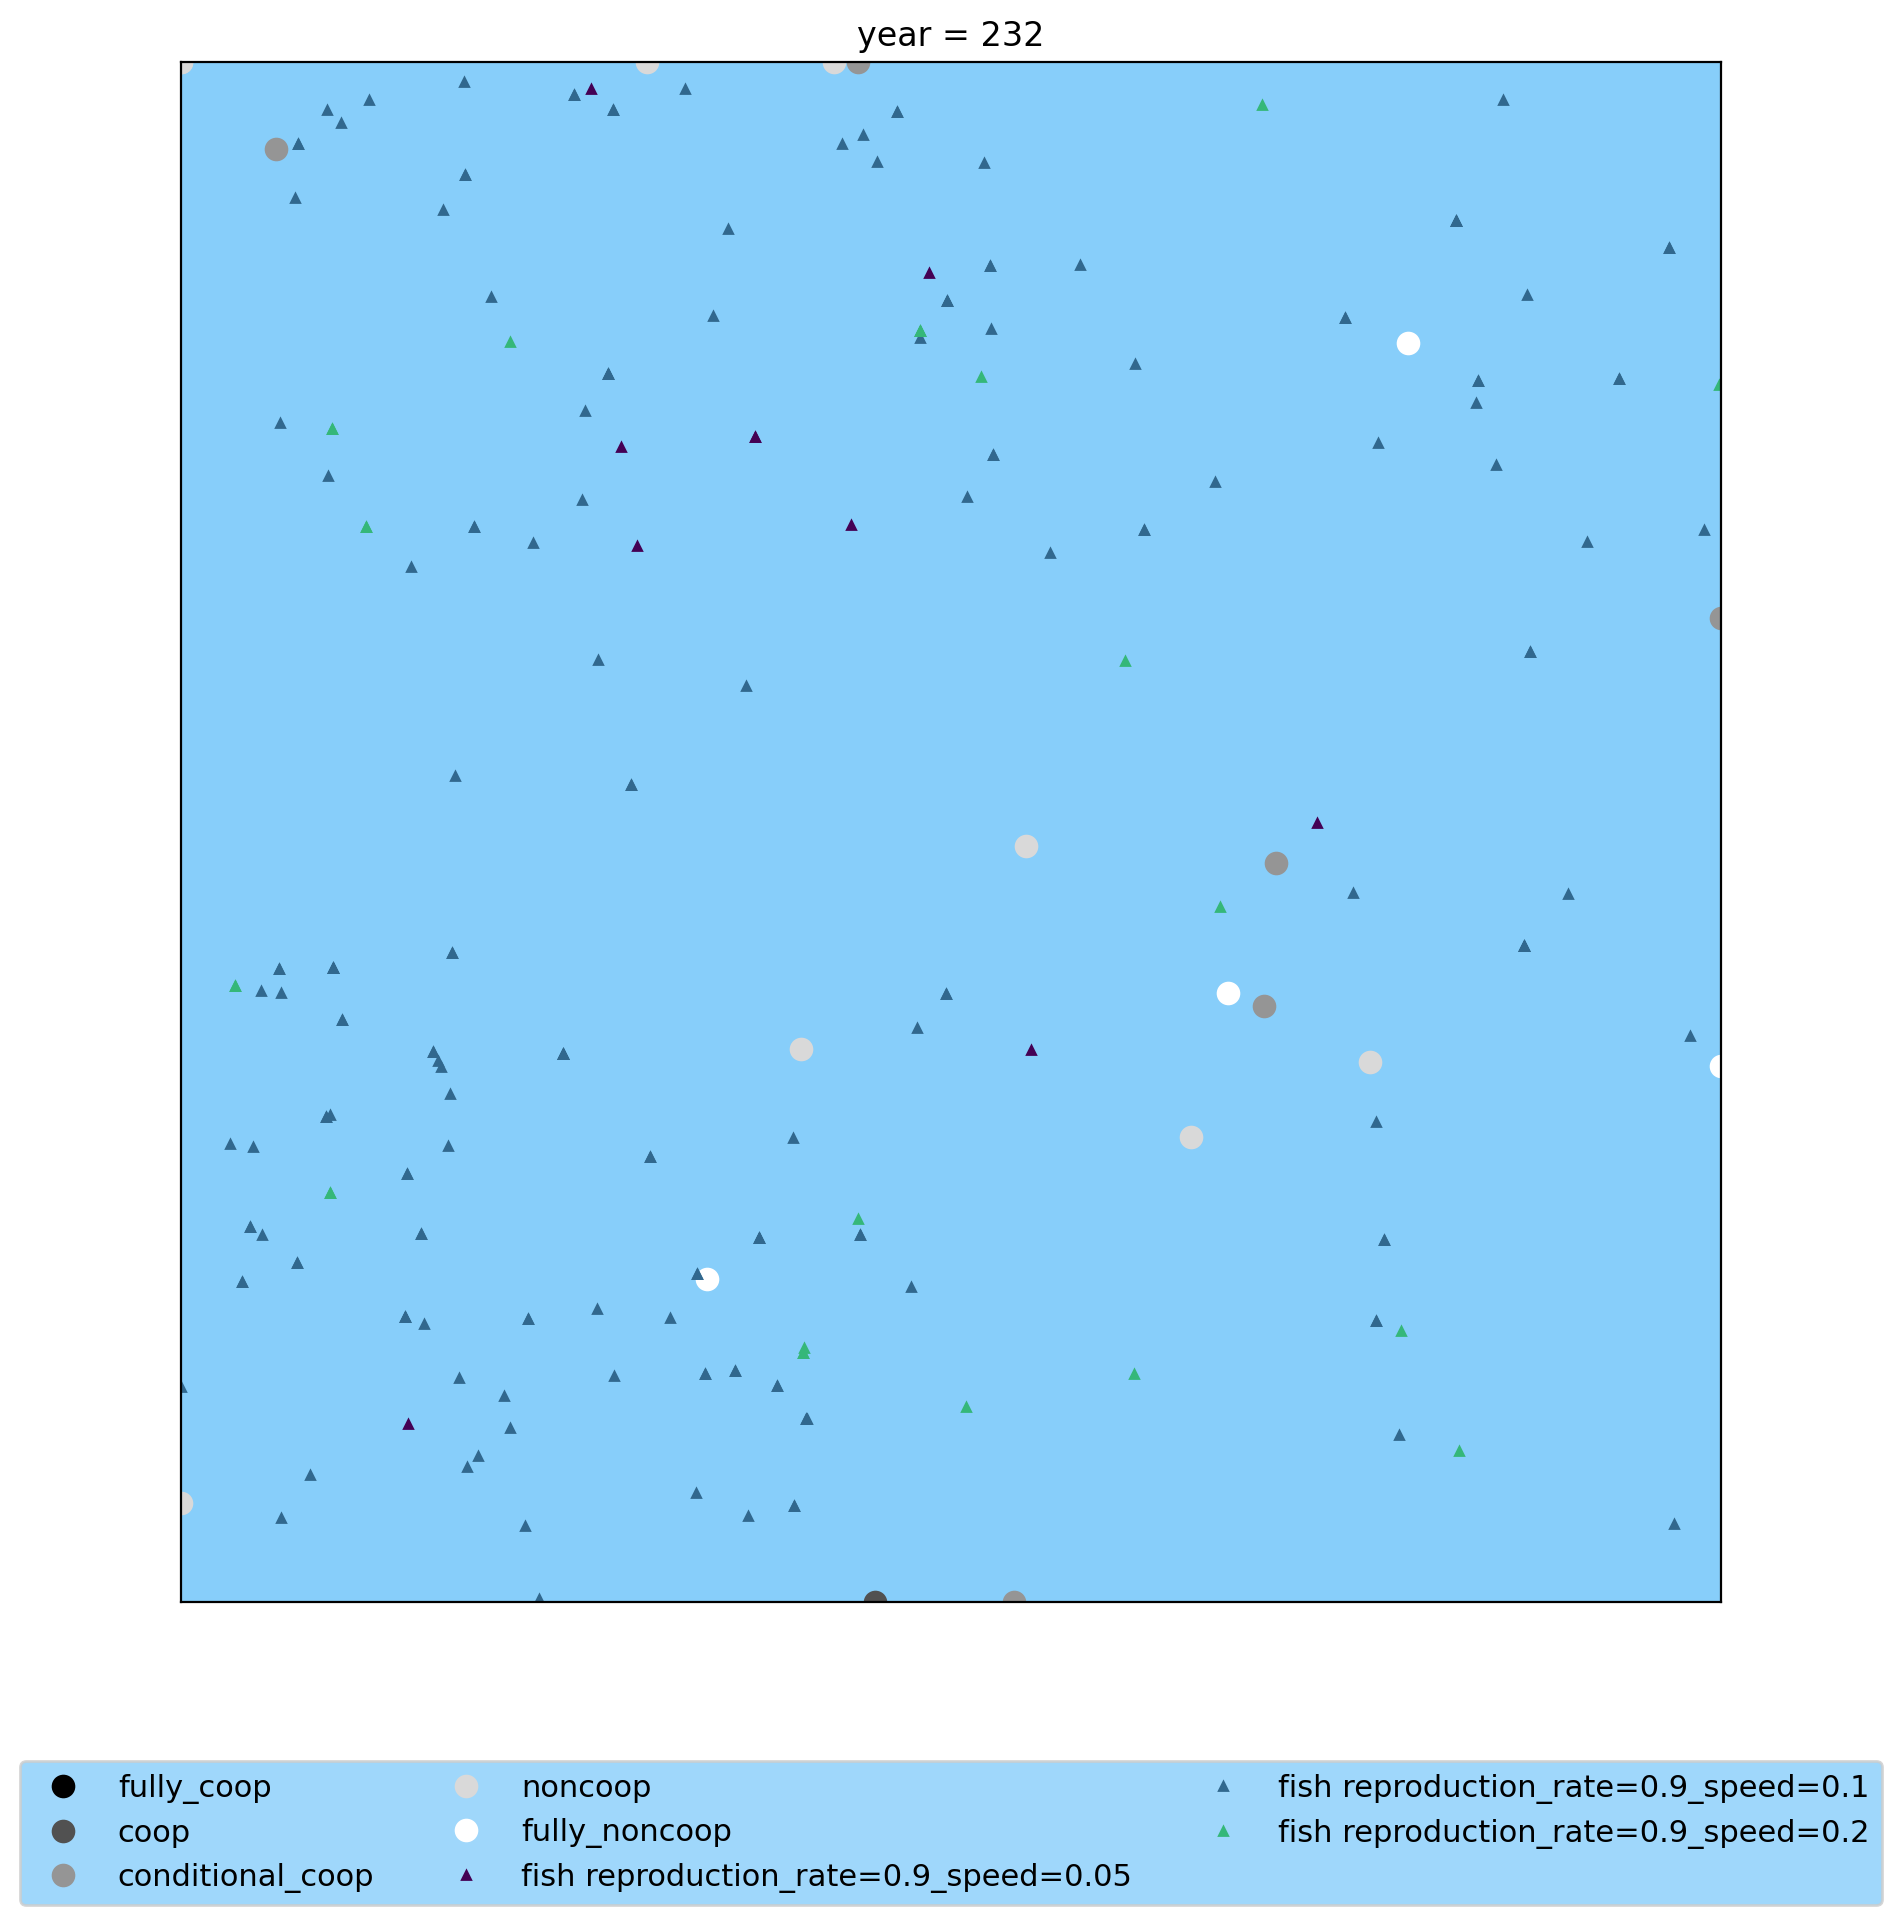 year = 232
fully_coop
coop
conditional_coop
noncoop
fully_noncoop
fish reproduction_rate=0.9_speed=0.05
fish reproduction_rate=0.9_speed=0.1
fish reproduction_rate=0.9_speed=0.2